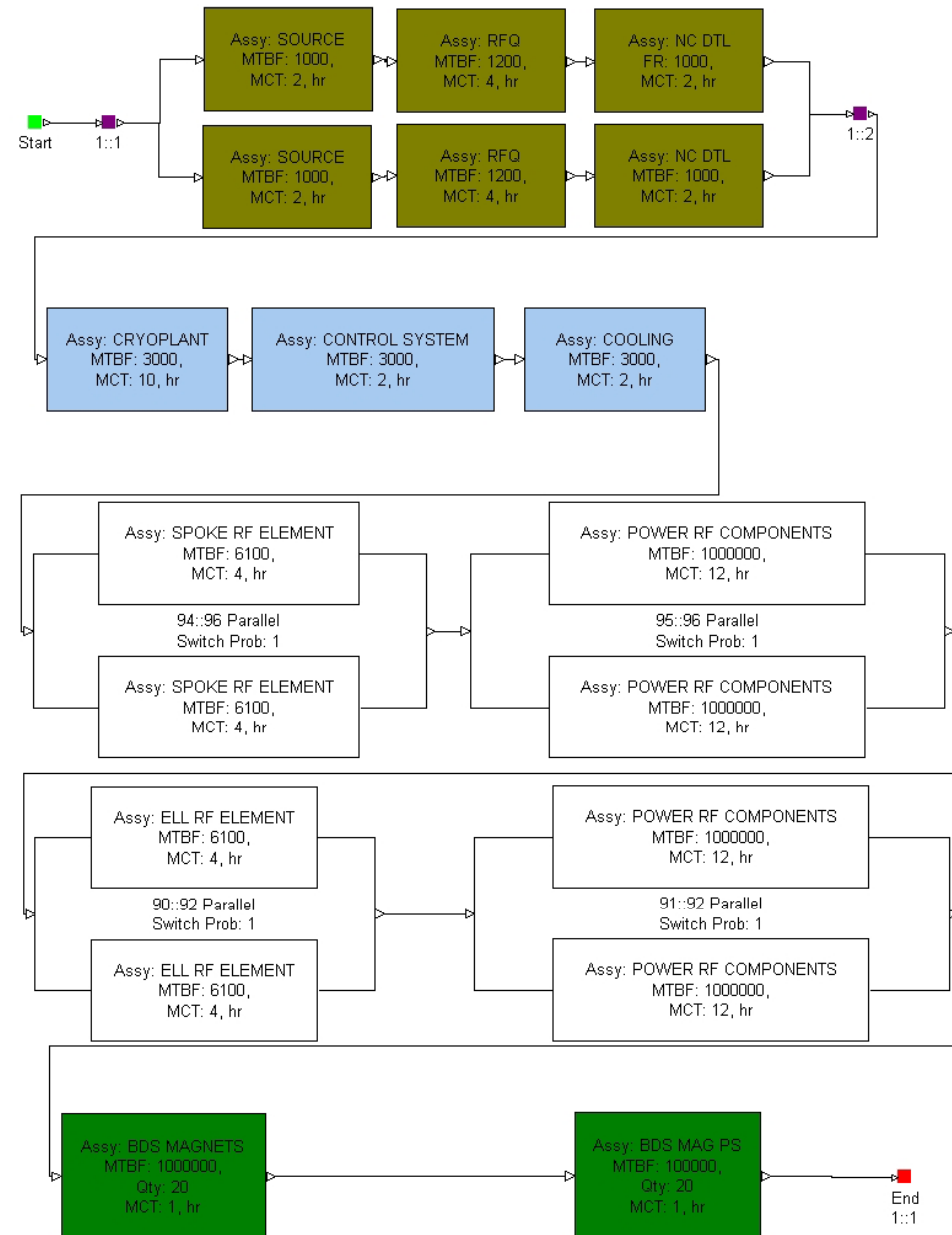 Assy: SOURCE
MTBF: 1000,
MCT: 2, hr
Assy: RFQ
MTBF: 1200,
MCT: 4, hr
Assy: NC DTL
FR: 1000,
MCT: 2, hr
Start
1::1
1::2
Assy: SOURCE
MTBF: 1000,
MCT: 2, hr
Assy: RFQ
MTBF: 1200,
MCT: 4, hr
Assy: NC DTL
MTBF: 1000,
MCT: 2, hr
Assy: CRYOPLANT
MTBF: 3000,
MCT: 10, hr
Assy: CONTROL SYSTEM
MTBF: 3000,
MCT: 2, hr
Assy: COOLING
MTBF: 3000,
MCT: 2, hr
Assy: SPOKE RF ELEMENT
MTBF: 6100,
MCT: 4, hr
94::96 Parallel
Switch Prob: 1
Assy: SPOKE RF ELEMENT
MTBF: 6100,
MCT: 4, hr
Assy: POWER RF COMPONENTS
MTBF: 1000000,
MCT: 12, hr
95::96 Parallel
Switch Prob: 1
Assy: POWER RF COMPONENTS
MTBF: 1000000,
MCT: 12, hr
Assy: ELL RF ELEMENT
MTBF: 6100,
MCT: 4, hr
90::92 Parallel
Switch Prob: 1
Assy: ELL RF ELEMENT
MTBF: 6100,
MCT: 4, hr
Assy: POWER RF COMPONENTS
MTBF: 1000000,
MCT: 12, hr
91::92 Parallel
Switch Prob: 1
Assy: POWER RF COMPONENTS
MTBF: 1000000,
MCT: 12, hr
Assy: BDS MAGNETS
MTBF: 1000000,
Qty: 20
MCT: 1, hr
Assy: BDS MAG PS
MTBF: 100000,
Qty: 20
MCT: 1, hr
End
1::1